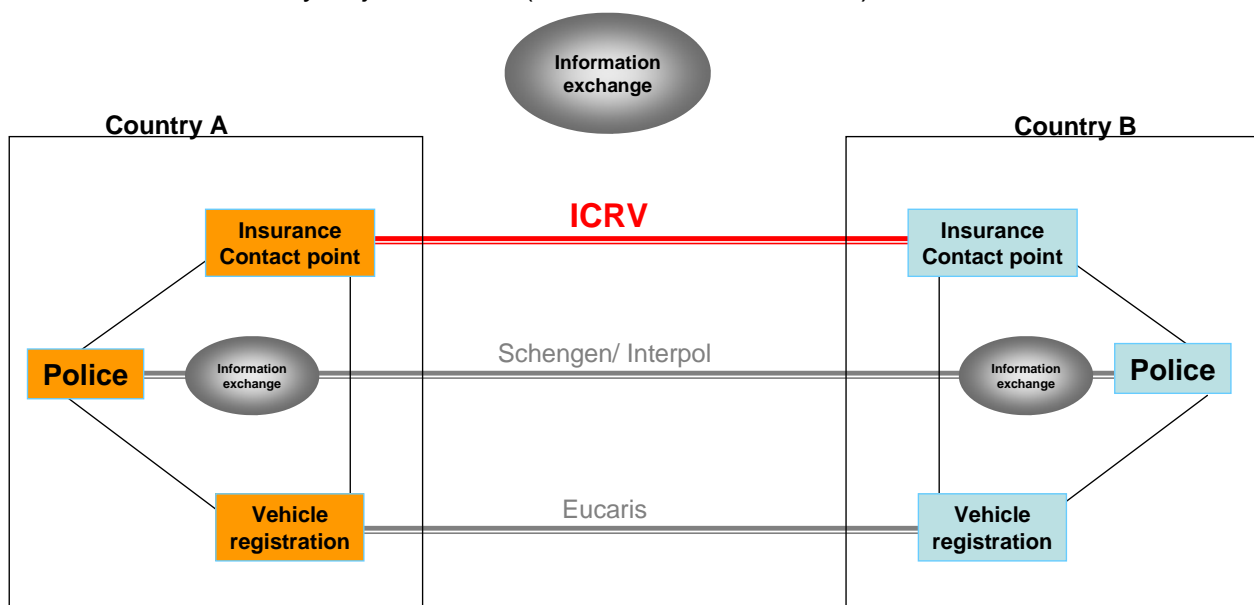 Information
exchange
Country A
Country B
ICRV
Insurance
Contact point
Insurance
Contact point
Schengen/ Interpol
Police
Information
exchange
Information
exchange
Police
Eucaris
Vehicle
registration
Vehicle
registration